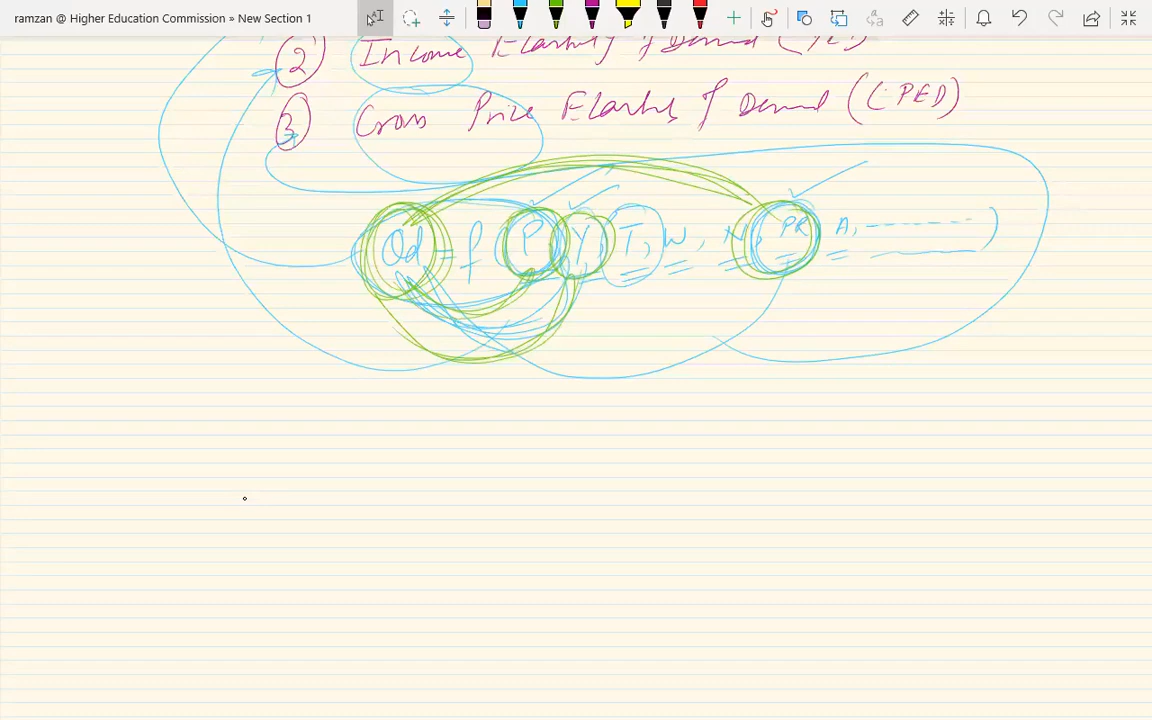 ramzan @ Higher Education Commission » New Section 1
2 Income Elasticity of Demand (YED)
3 Cross Price Elasticity of Demand (CPED)
Qd = f (P, Y, T, W, N, PR, A, --------)